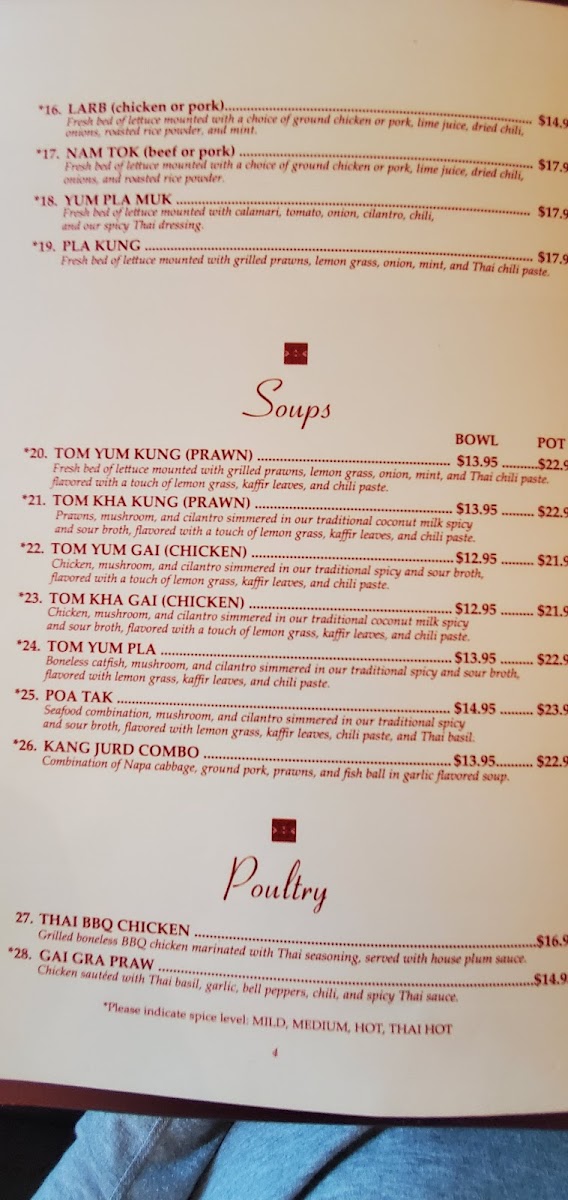 *16. LARB (chicken or pork)........ $14.9
Fresh bed of lettuce mounted with a choice of ground chicken or pork, lime juice, dried chili,
onions, roasted rice powder, and mint.
*17. NAM TOK (beef or pork) ........ $17.9
Fresh bed of lettuce mounted with a choice of ground chicken or pork, lime juice, dried chili,
onions, and roasted rice powder.
*18. YUM PLA MUK ........ $17.9
Fresh bed of lettuce mounted with calamari, tomato, onion, cilantro, chili,
and our spicy Thai dressing.
*19. PLA KUNG ........ $17.9
Fresh bed of lettuce mounted with grilled prawns, lemon grass, onion, mint, and Thai chili paste.
Soups
BOWL POT
*20. TOM YUM KUNG (PRAWN) ........ $13.95 ........ $22.9
Fresh bed of lettuce mounted with grilled prawns, lemon grass, onion, mint, and Thai chili paste.
flavored with a touch of lemon grass, kaffir leaves, and chili paste.
*21. TOM KHA KUNG (PRAWN) ........ $13.95 ........ $22.9
Prawns, mushroom, and cilantro simmered in our traditional coconut milk spicy
and sour broth, flavored with a touch of lemon grass, kaffir leaves, and chili paste.
*22. TOM YUM GAI (CHICKEN) ........ $12.95 ........ $21.9
Chicken, mushroom, and cilantro simmered in our traditional spicy and sour broth,
flavored with a touch of lemon grass, kaffir leaves, and chili paste.
*23. TOM KHA GAI (CHICKEN) ........ $12.95 ........ $21.9
Chicken, mushroom, and cilantro simmered in our traditional coconut milk spicy
and sour broth, flavored with a touch of lemon grass, kaffir leaves, and chili paste.
*24. TOM YUM PLA ........ $13.95 ........ $22.9
Boneless catfish, mushroom, and cilantro simmered in our traditional spicy and sour broth,
flavored with lemon grass, kaffir leaves, and chili paste.
*25. POA TAK ........ $14.95 ........ $23.9
Seafood combination, mushroom, and cilantro simmered in our traditional spicy
and sour broth, flavored with lemon grass, kaffir leaves, chili paste, and Thai basil.
*26. KANG JURD COMBO ........ $13.95 ........ $22.9
Combination of Napa cabbage, ground pork, prawns, and fish ball in garlic flavored soup.
Poultry
27. THAI BBQ CHICKEN ........ $16.9
Grilled boneless BBQ chicken marinated with Thai seasoning, served with house plum sauce.
*28. GAI GRA PRAW ........ $14.9
Chicken sautéed with Thai basil, garlic, bell peppers, chili, and spicy Thai sauce.
*Please indicate spice level: MILD, MEDIUM, HOT, THAI HOT
4